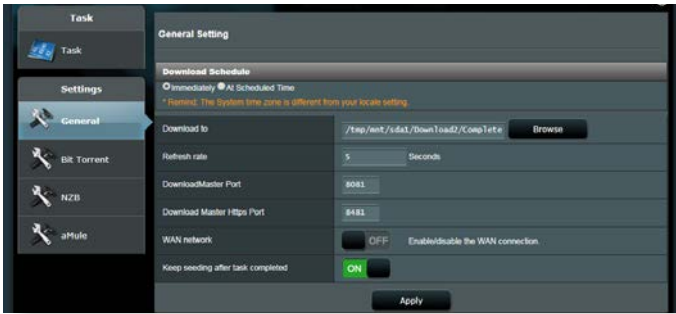 Task
Task
Settings
General
Bit Torrent
NZB
aMule
General Setting
Download Schedule
Immediately At Scheduled Time
* Remind: The System time zone is different from your locale setting.
Download to /tmp/mnt/sda1/Download2/Complete Browse
Refresh rate 5 Seconds
DownloadMaster Port 8081
Download Master Https Port 8481
WAN network OFF Enable/disable the WAN connection.
Keep seeding after task completed ON
Apply